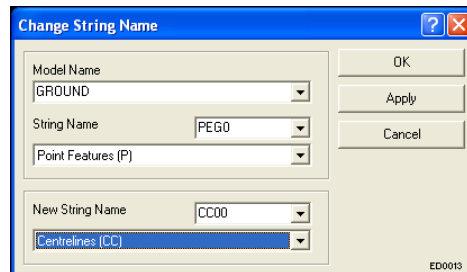 Change String Name
Model Name
GROUND
String Name
PEG0
Point Features (P)
New String Name
CC00
Centrelines (CC)
OK
Apply
Cancel
ED0013